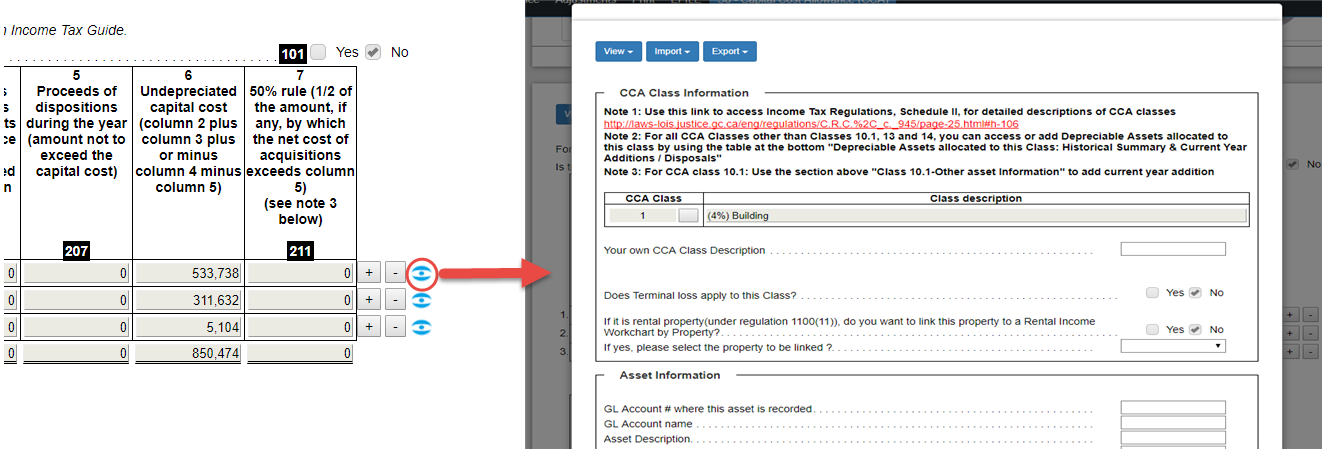 Income Tax Guide.
101 Yes No
5
Proceeds of
dispositions
during the year
(amount not to
exceed the
capital cost)
207
6
Undepreciated
capital cost
(column 2 plus
column 3 plus
or minus
column 4 minus
column 5)
7
50% rule (1/2 of
the amount, if
any, by which
the net cost of
acquisitions
exceeds column
5)
(see note 3
below)
211
0 0 533,738 0 + -
0 0 311,632 0 + -
0 0 5,104 0 + -
0 0 850,474 0
View Import Export
CCA Class Information
Note 1: Use this link to access Income Tax Regulations, Schedule II, for detailed descriptions of CCA classes
http://laws-lois.justice.gc.ca/eng/regulations/C.R.C.%2C_c._945/page-25.html#h-106
Note 2: For all CCA Classes other than Classes 10.1, 13 and 14, you can access or add Depreciable Assets allocated to
this class by using the table at the bottom "Depreciable Assets allocated to this Class: Historical Summary & Current Year
Additions / Disposals"
Note 3: For CCA class 10.1: Use the section above "Class 10.1-Other asset Information" to add current year addition
CCA Class Class description
1 (4%) Building
Your own CCA Class Description
Does Terminal loss apply to this Class? Yes No
If it is rental property(under regulation 1100(11)), do you want to link this property to a Rental Income
Workchart by Property? Yes No
If yes, please select the property to be linked ?
Asset Information
GL Account # where this asset is recorded
GL Account name
Asset Description
No
1.
2.
3.
+ -
+ -
+ -